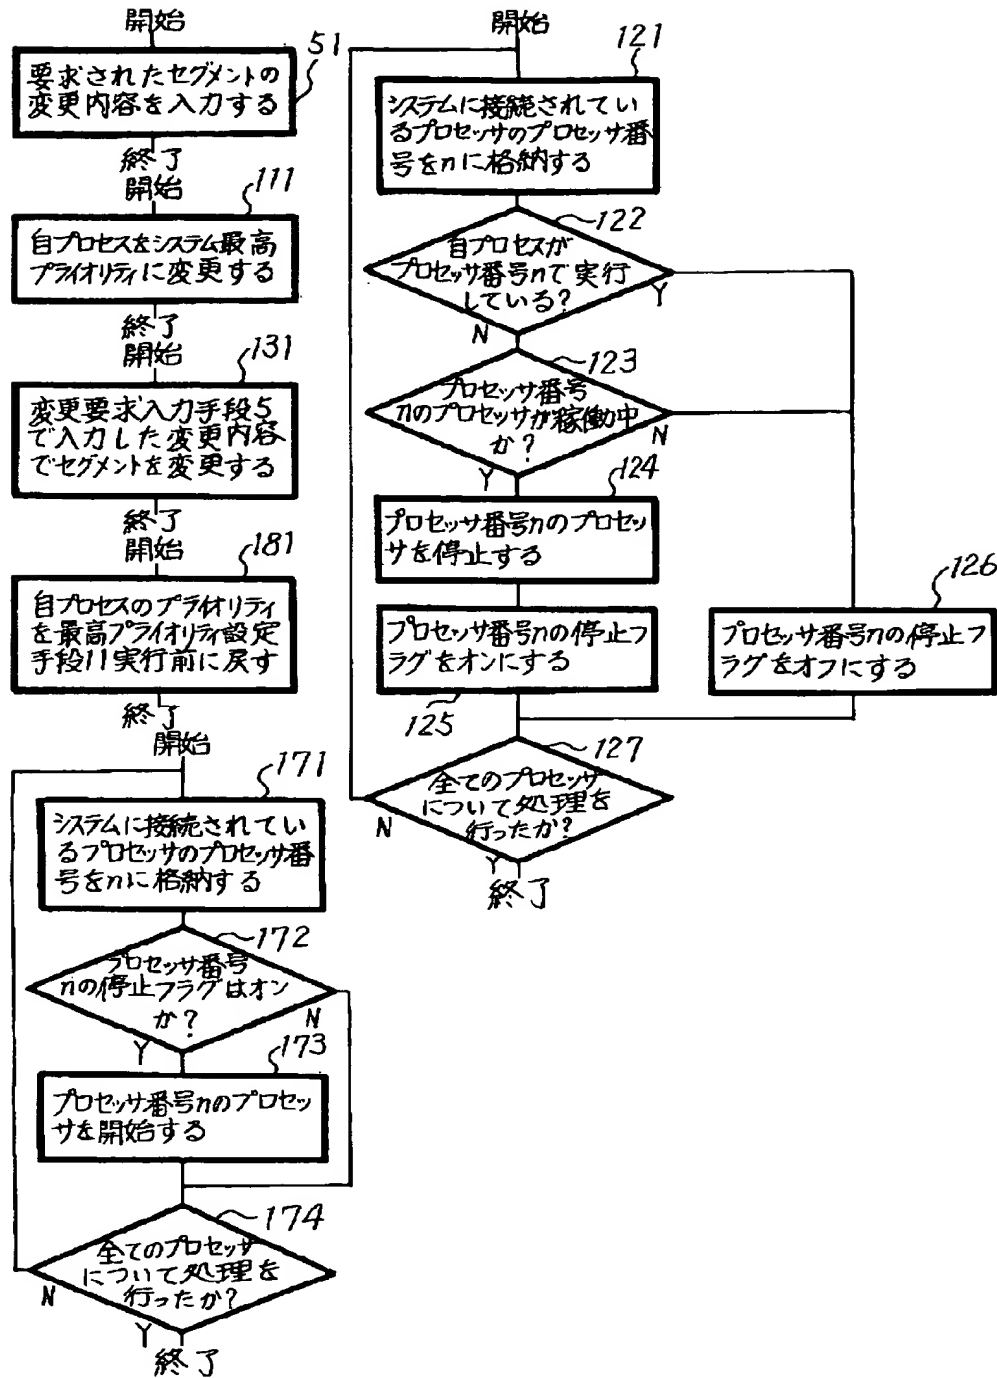 開始
51
要求されたセグメントの
変更内容を入力する
終了
開始
111
自プロセスをシステム最高
プライオリティに変更する
終了
開始
131
変更要求入力手段5
で入力した変更内容
でセグメントを変更する
終了
開始
181
自プロセスのプライオリティ
を最高プライオリティ設定
手段11実行前に戻す
終了
開始
171
システムに接続されてい
るプロセッサのプロセッサ番
号をnに格納する
172
プロセッサ番号
nの停止フラグはオン
か?
N
Y
173
プロセッサ番号nのプロセッ
サを開始する
174
全てのプロセッサ
について処理を
行ったか?
N
Y
終了
開始
121
システムに接続されてい
るプロセッサのプロセッサ番
号をnに格納する
122
自プロセスが
プロセッサ番号nで実行
している?
Y
N
123
プロセッサ番号
nのプロセッサが稼働中
か?
N
Y
124
プロセッサ番号nのプロセッ
サを停止する
プロセッサ番号nの停止フ
ラグをオンにする
125
126
プロセッサ番号nの停止
フラグをオフにする
127
全てのプロセッサ
について処理を
行ったか?
N
Y
終了